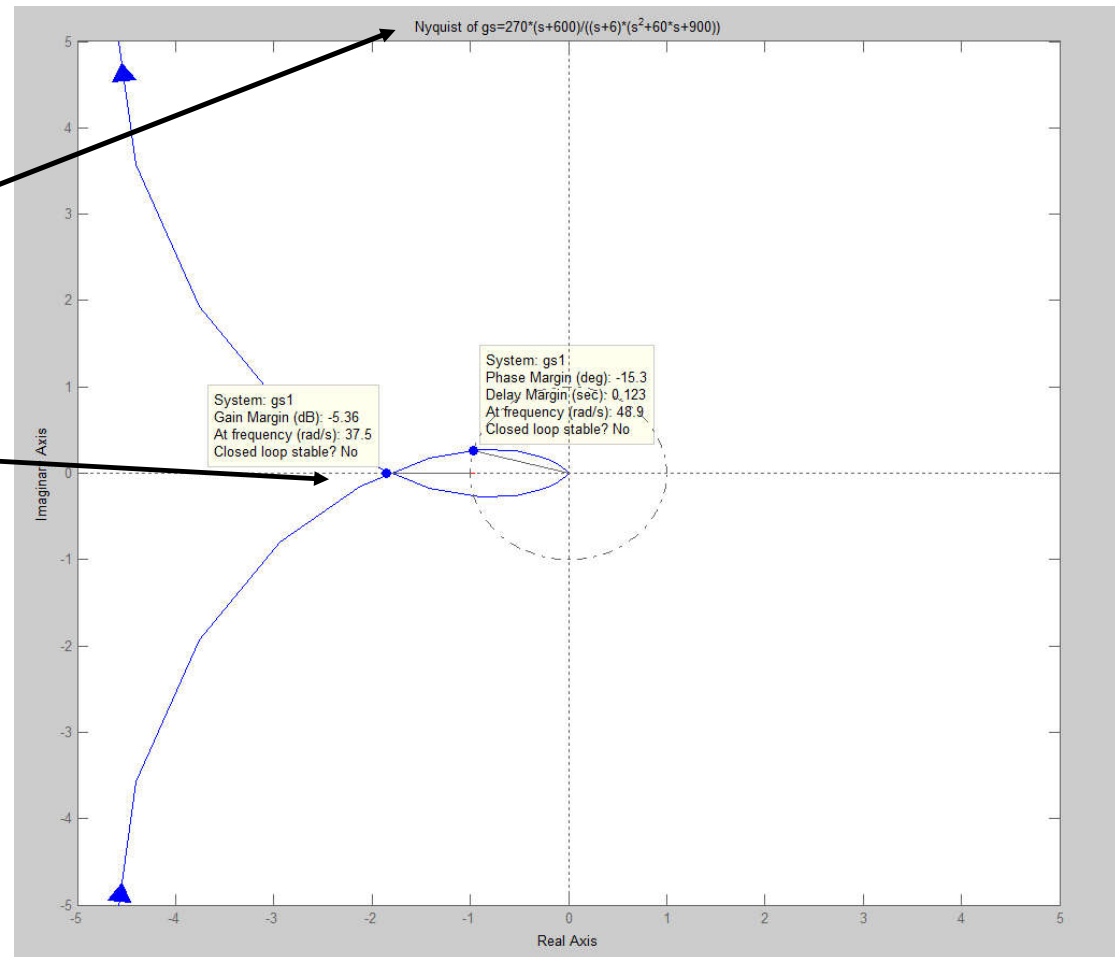 Nyquist of gs=270*(s+600)/((s+6)*(s²+60*s+900))
5
4
3
2
1
0
-1
-2
-3
-4
-5
Imaginary Axis
System: gs1
Gain Margin (dB): -5.36
At frequency (rad/s): 37.5
Closed loop stable? No
System: gs1
Phase Margin (deg): -15.3
Delay Margin (sec): 0.123
At frequency (rad/s): 48.9
Closed loop stable? No
-5 -4 -3 -2 -1 0 1 2 3 4 5
Real Axis